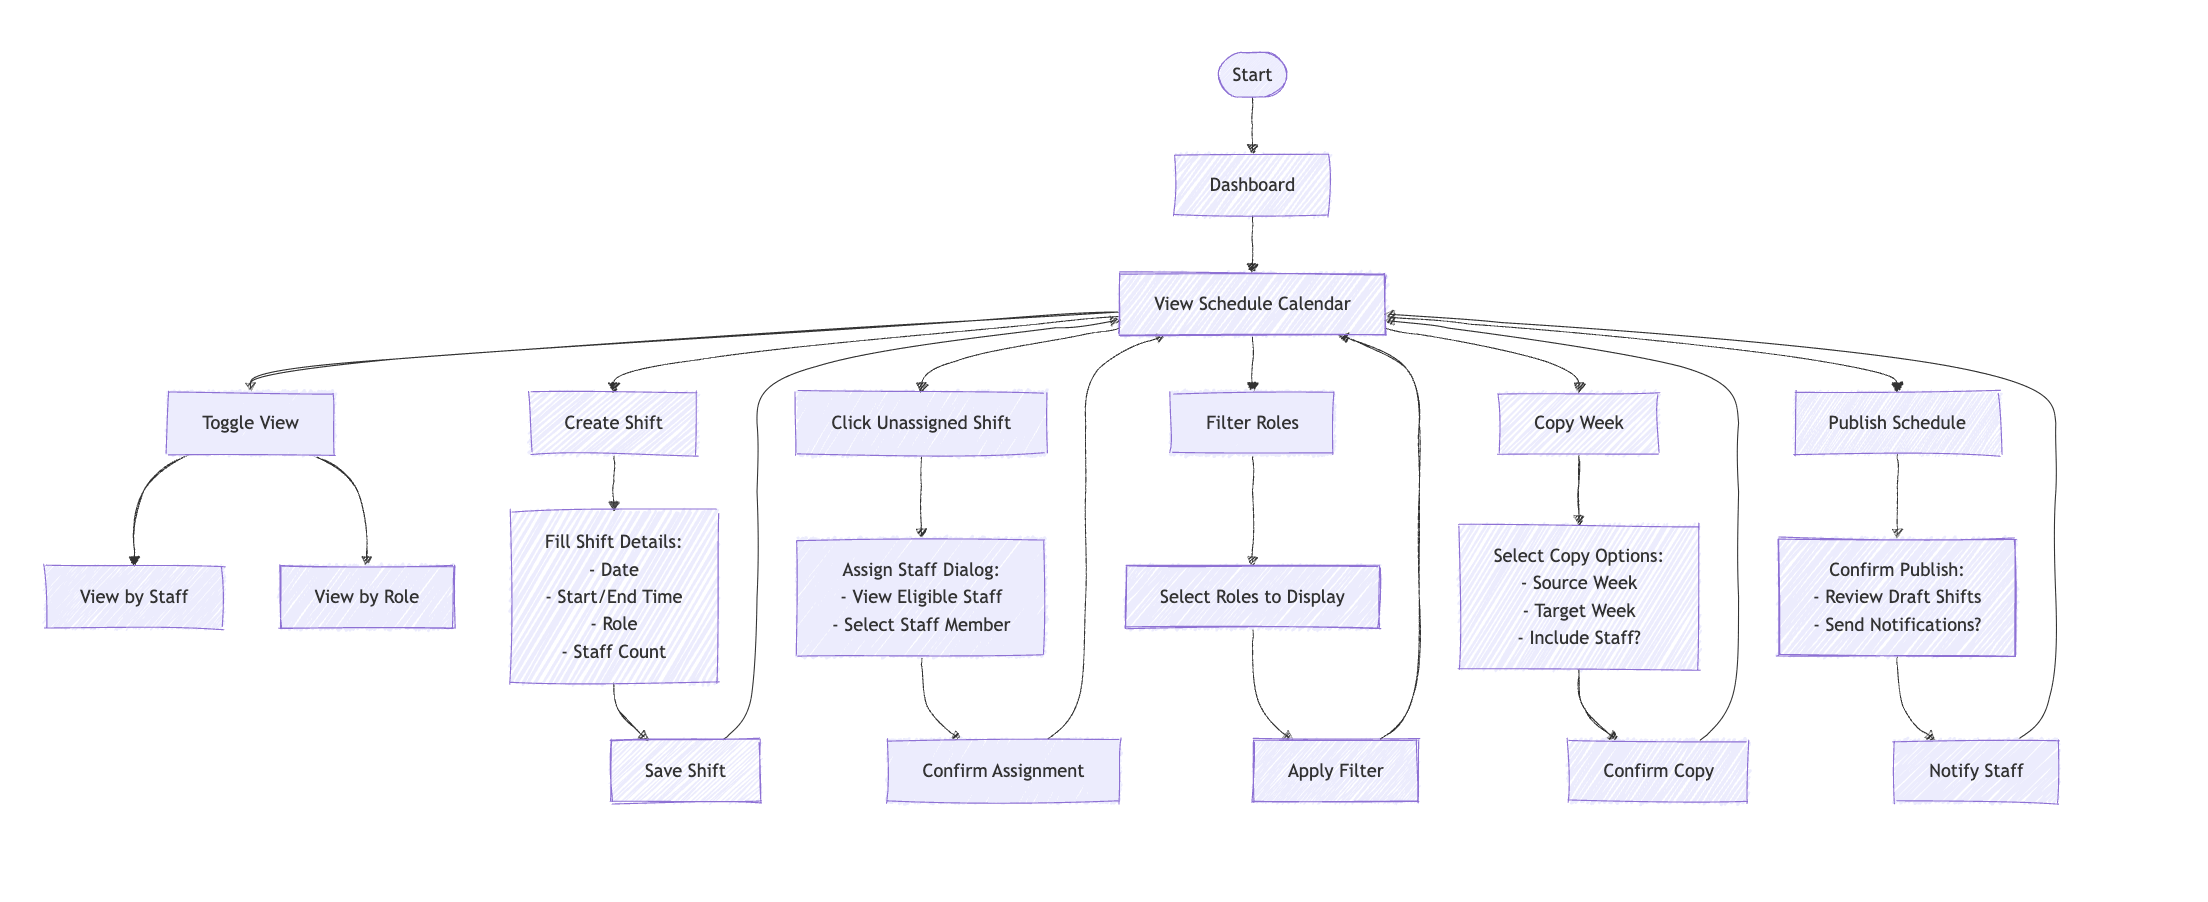 Start
Dashboard
View Schedule Calendar
Toggle View
Create Shift
Click Unassigned Shift
Filter Roles
Copy Week
Publish Schedule
View by Staff
View by Role
Fill Shift Details:
- Date
- Start/End Time
- Role
- Staff Count
Assign Staff Dialog:
- View Eligible Staff
- Select Staff Member
Select Roles to Display
Select Copy Options:
- Source Week
- Target Week
- Include Staff?
Confirm Publish:
- Review Draft Shifts
- Send Notifications?
Save Shift
Confirm Assignment
Apply Filter
Confirm Copy
Notify Staff